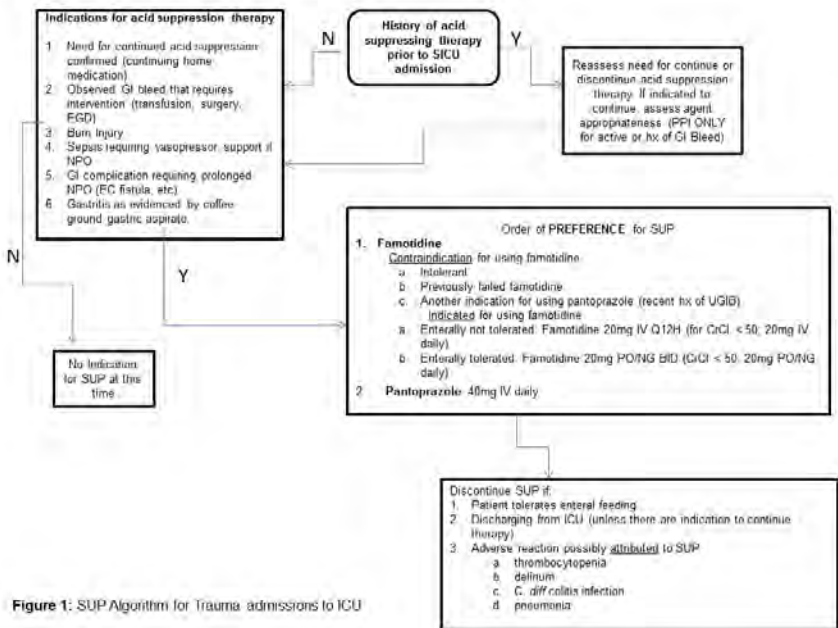 History of acid
suppressing therapy
prior to SICU
admission
N
Y
Indications for acid suppression therapy
1. Need for continued acid suppression
confirmed (continuing home
medication)
2. Observed GI bleed that requires
intervention (transfusion, surgery,
EGD)
3. Burn Injury
4. Sepsis requiring vasopressor support if
NPO
5. GI complication requiring prolonged
NPO (EC fistula, etc)
6. Gastritis as evidenced by coffee
ground gastric aspirate.
Reassess need for continue or
discontinue acid suppression
therapy. If indicated to
continue, assess agent
appropriateness (PPI ONLY
for active or hx of GI Bleed)
N
Y
No Indication
for SUP at this
time
Order of PREFERENCE for SUP
1. Famotidine
Contraindication for using famotidine
a. Intolerant
b. Previously failed famotidine
c. Another indication for using pantoprazole (recent hx of UGIB)
Indicated for using famotidine
a. Enterally not tolerated: Famotidine 20mg IV Q12H (for CrCl < 50, 20mg IV
daily)
b. Enterally tolerated: Famotidine 20mg PO/NG BID (CrCl < 50, 20mg PO/NG
daily)
2. Pantoprazole 40mg IV daily
Discontinue SUP if:
1. Patient tolerates enteral feeding
2. Discharging from ICU (unless there are indication to continue
therapy)
3. Adverse reaction possibly attributed to SUP
a. thrombocytopenia
b. delirium
c. C. diff colitis infection
d. pneumonia
Figure 1: SUP Algorithm for Trauma admissions to ICU